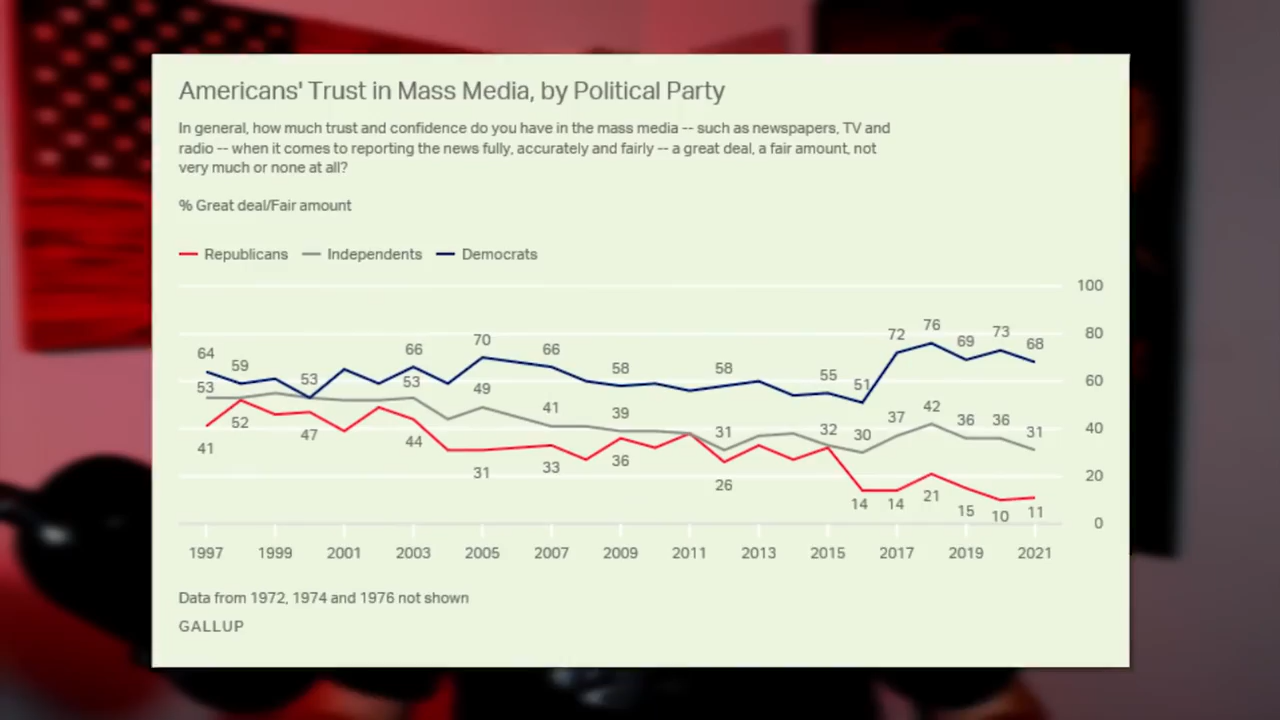 Americans' Trust in Mass Media, by Political Party
In general, how much trust and confidence do you have in the mass media -- such as newspapers, TV and
radio -- when it comes to reporting the news fully, accurately and fairly -- a great deal, a fair amount, not
very much or none at all?
% Great deal/Fair amount
Republicans Independents Democrats
100
80
60
40
20
0
64 59 53 66 70 66 58 58 55 51 72 76 69 73 68
53 53 49 41 39 31 32 30 37 42 36 36 31
41 52 47 44 31 33 36 26 14 14 21 15 10 11
1997 1999 2001 2003 2005 2007 2009 2011 2013 2015 2017 2019 2021
Data from 1972, 1974 and 1976 not shown
GALLUP